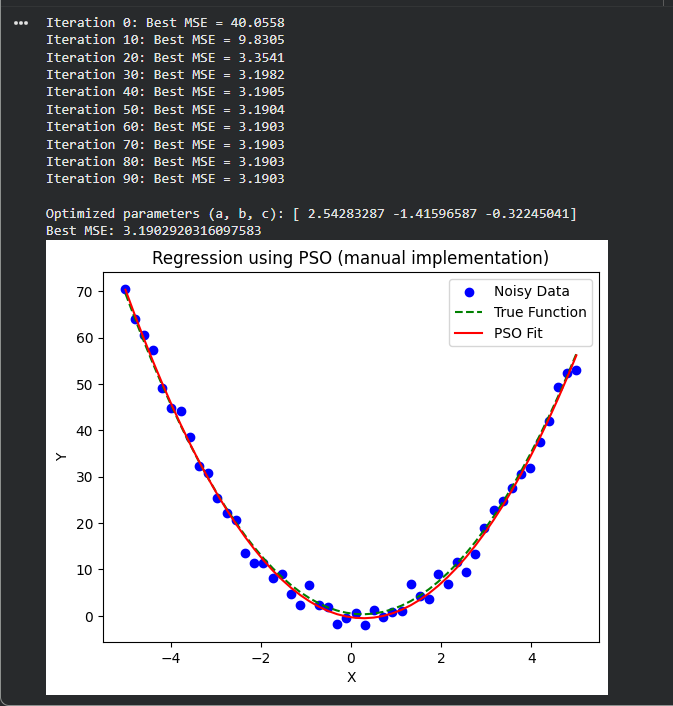 Iteration 0: Best MSE = 40.0558
Iteration 10: Best MSE = 9.8305
Iteration 20: Best MSE = 3.3541
Iteration 30: Best MSE = 3.1982
Iteration 40: Best MSE = 3.1905
Iteration 50: Best MSE = 3.1904
Iteration 60: Best MSE = 3.1903
Iteration 70: Best MSE = 3.1903
Iteration 80: Best MSE = 3.1903
Iteration 90: Best MSE = 3.1903
Optimized parameters (a, b, c): [ 2.54283287 -1.41596587 -0.32245041]
Best MSE: 3.1902920316097583
Regression using PSO (manual implementation)
Noisy Data
True Function
PSO Fit
70
60
50
40
30
20
10
0
Y
−4 −2 0 2 4
X